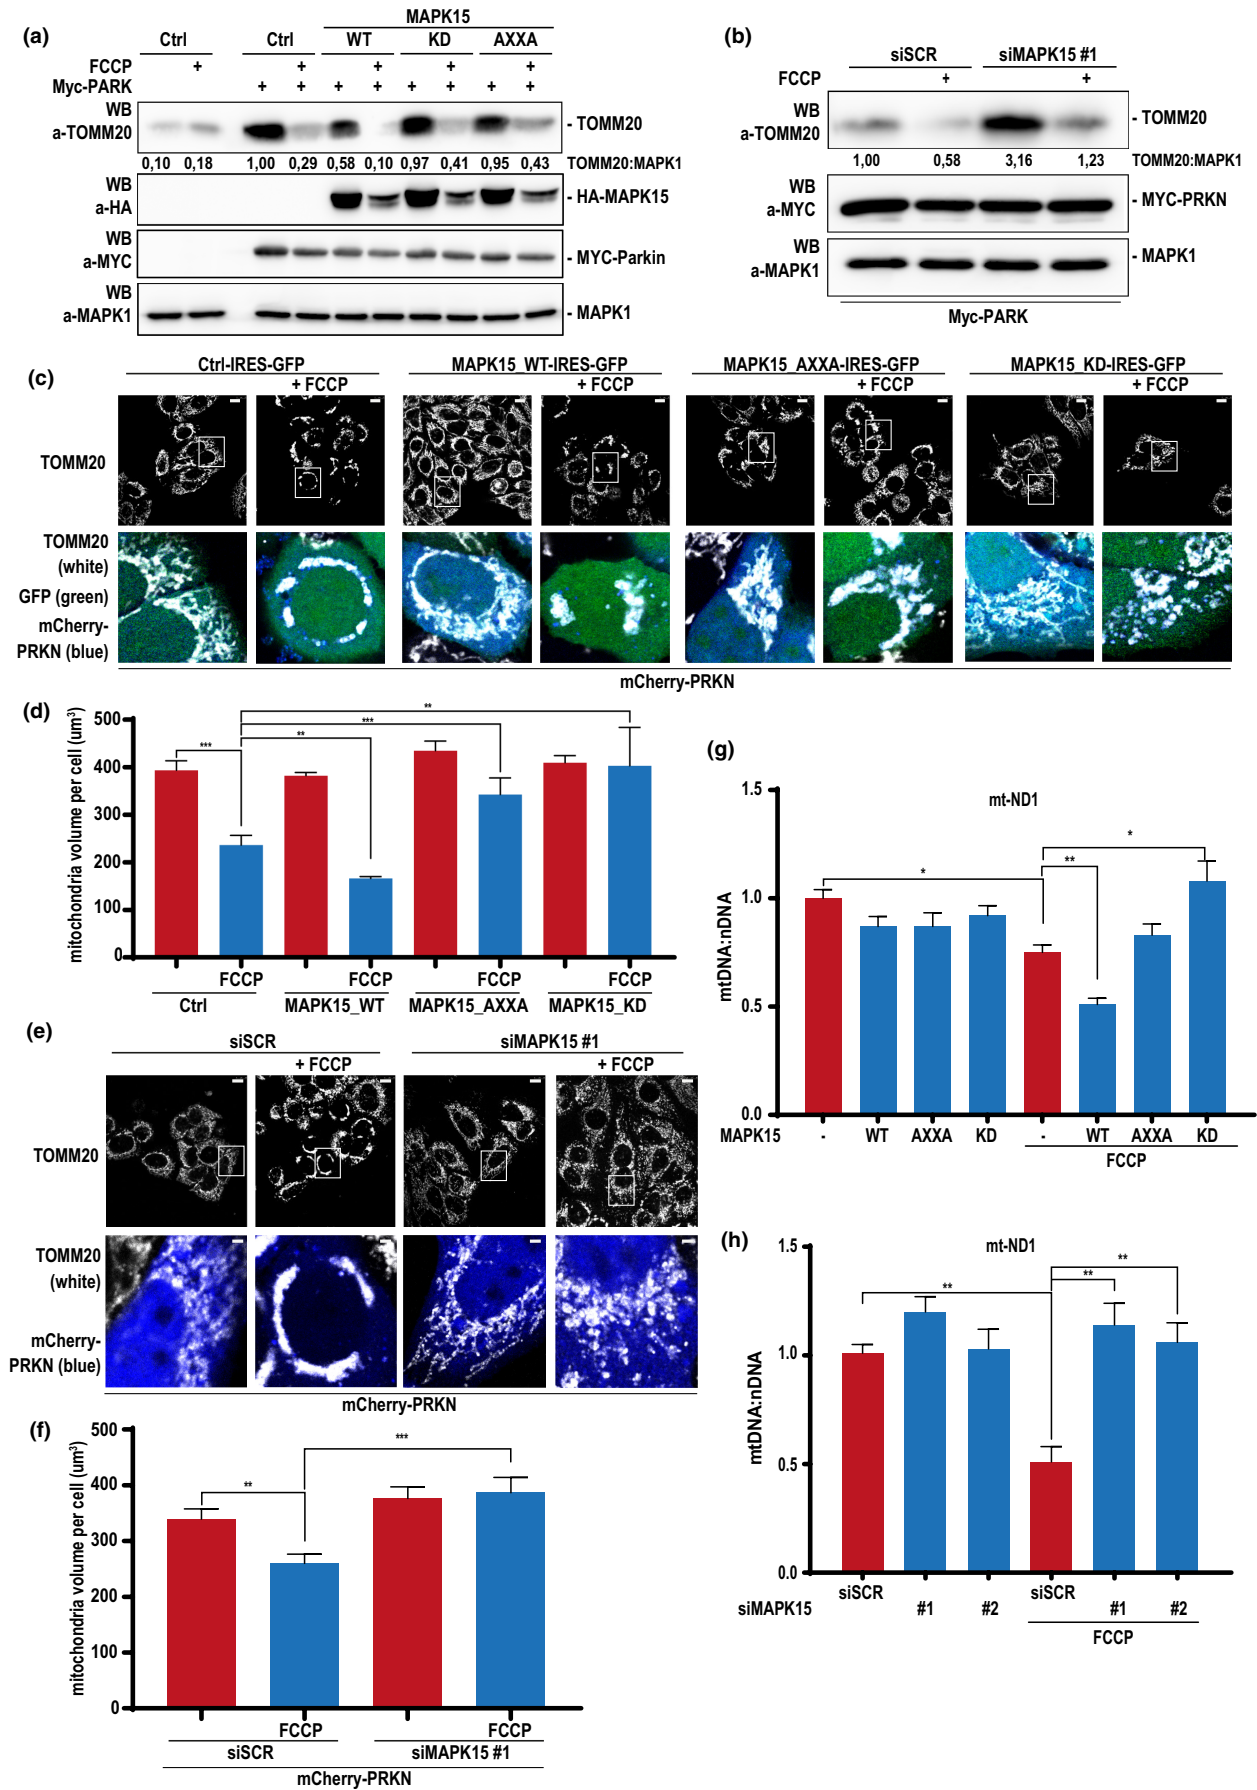 (a)
MAPK15
Ctrl Ctrl WT KD AXXA
FCCP + + + + +
Myc-PARK + + + + + + + +
WB
a-TOMM20
- TOMM20
0,10 0,18 1,00 0,29 0,58 0,10 0,97 0,41 0,95 0,43 TOMM20:MAPK1
WB
a-HA
- HA-MAPK15
WB
a-MYC
- MYC-Parkin
WB
a-MAPK1
- MAPK1
(b)
siSCR siMAPK15 #1
FCCP + +
WB
a-TOMM20
- TOMM20
1,00 0,58 3,16 1,23 TOMM20:MAPK1
WB
a-MYC
- MYC-PRKN
WB
a-MAPK1
- MAPK1
Myc-PARK
(c)
Ctrl-IRES-GFP MAPK15_WT-IRES-GFP MAPK15_AXXA-IRES-GFP MAPK15_KD-IRES-GFP
+ FCCP + FCCP + FCCP + FCCP
TOMM20
TOMM20
(white)
GFP (green)
mCherry-
PRKN (blue)
mCherry-PRKN
(d)
mitochondria volume per cell (um³)
500
400
300
200
100
0
*** ** *** **
FCCP FCCP FCCP FCCP
Ctrl MAPK15_WT MAPK15_AXXA MAPK15_KD
(e)
siSCR siMAPK15 #1
+ FCCP + FCCP
TOMM20
TOMM20
(white)
mCherry-
PRKN (blue)
mCherry-PRKN
(f)
mitochondria volume per cell (um³)
500
400
300
200
100
0
** ***
FCCP FCCP
siSCR siMAPK15 #1
mCherry-PRKN
(g)
mt-ND1
mtDNA:nDNA
1.5
1.0
0.5
0.0
* ** *
MAPK15 - WT AXXA KD - WT AXXA KD
FCCP
(h)
mt-ND1
mtDNA:nDNA
1.5
1.0
0.5
0.0
** ** **
siSCR siSCR
siMAPK15 #1 #2 #1 #2
FCCP